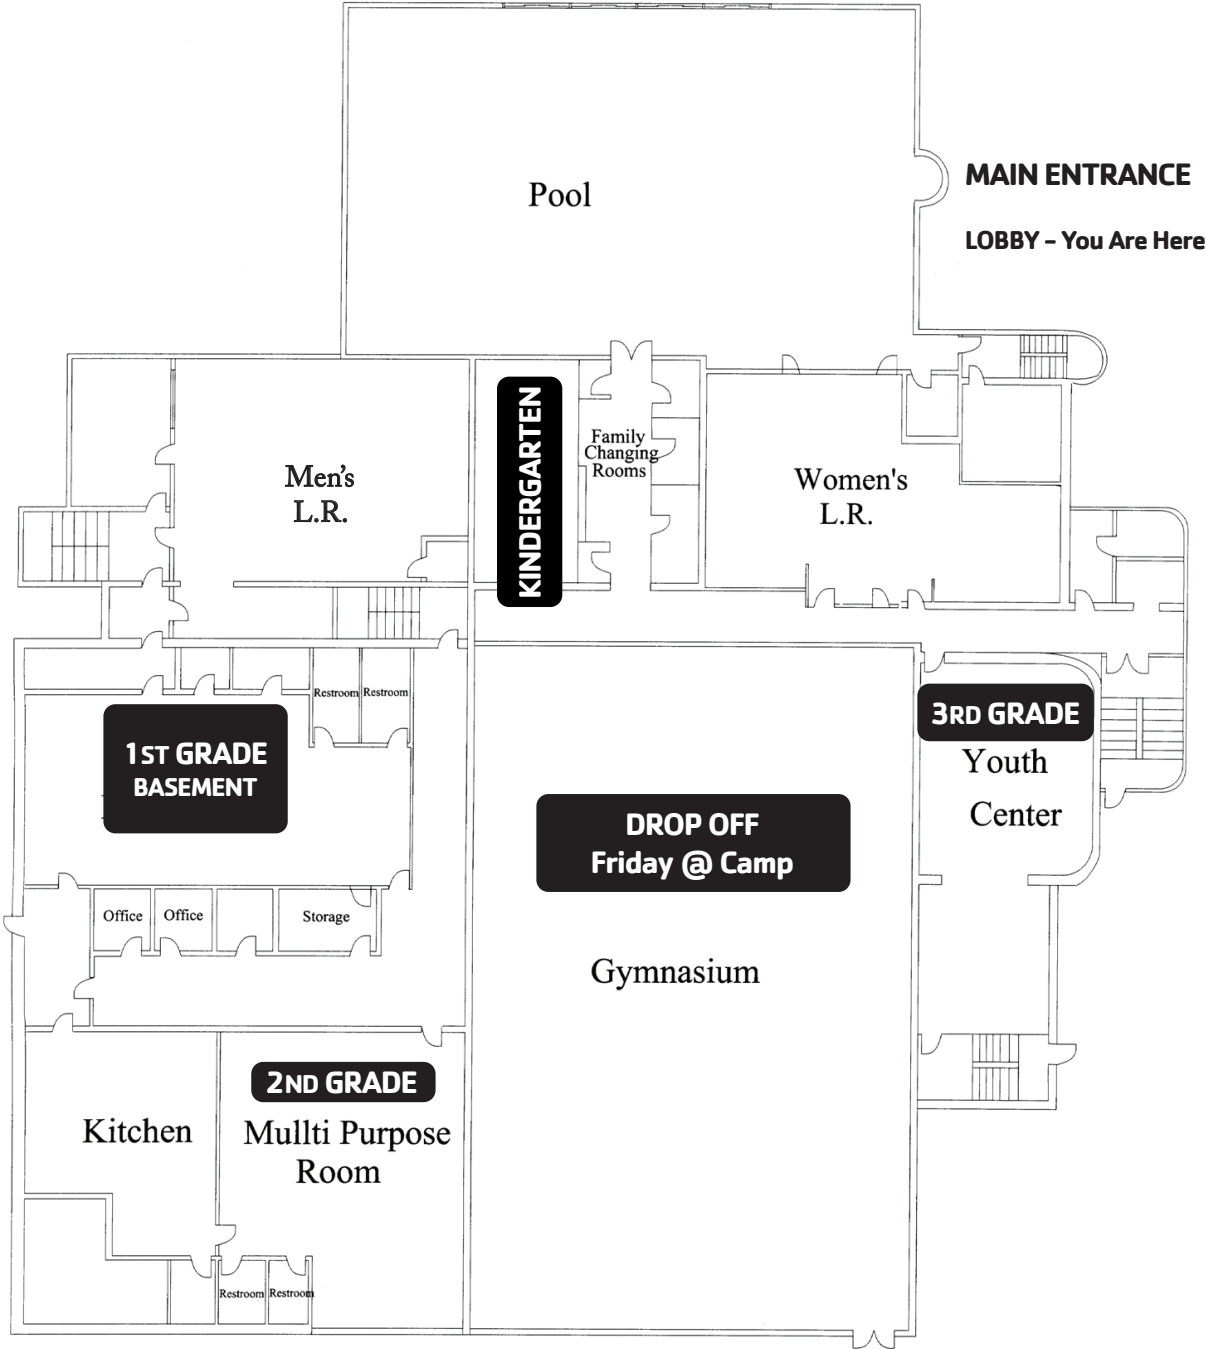 Pool
MAIN ENTRANCE
LOBBY – You Are Here
KINDERGARTEN
Family
Changing
Rooms
Men's
L.R.
Women's
L.R.
Restroom
Restroom
1ST GRADE
BASEMENT
3RD GRADE
Youth
Center
DROP OFF
Friday @ Camp
Office
Office
Storage
Gymnasium
2ND GRADE
Kitchen
Mullti Purpose
Room
Restroom
Restroom